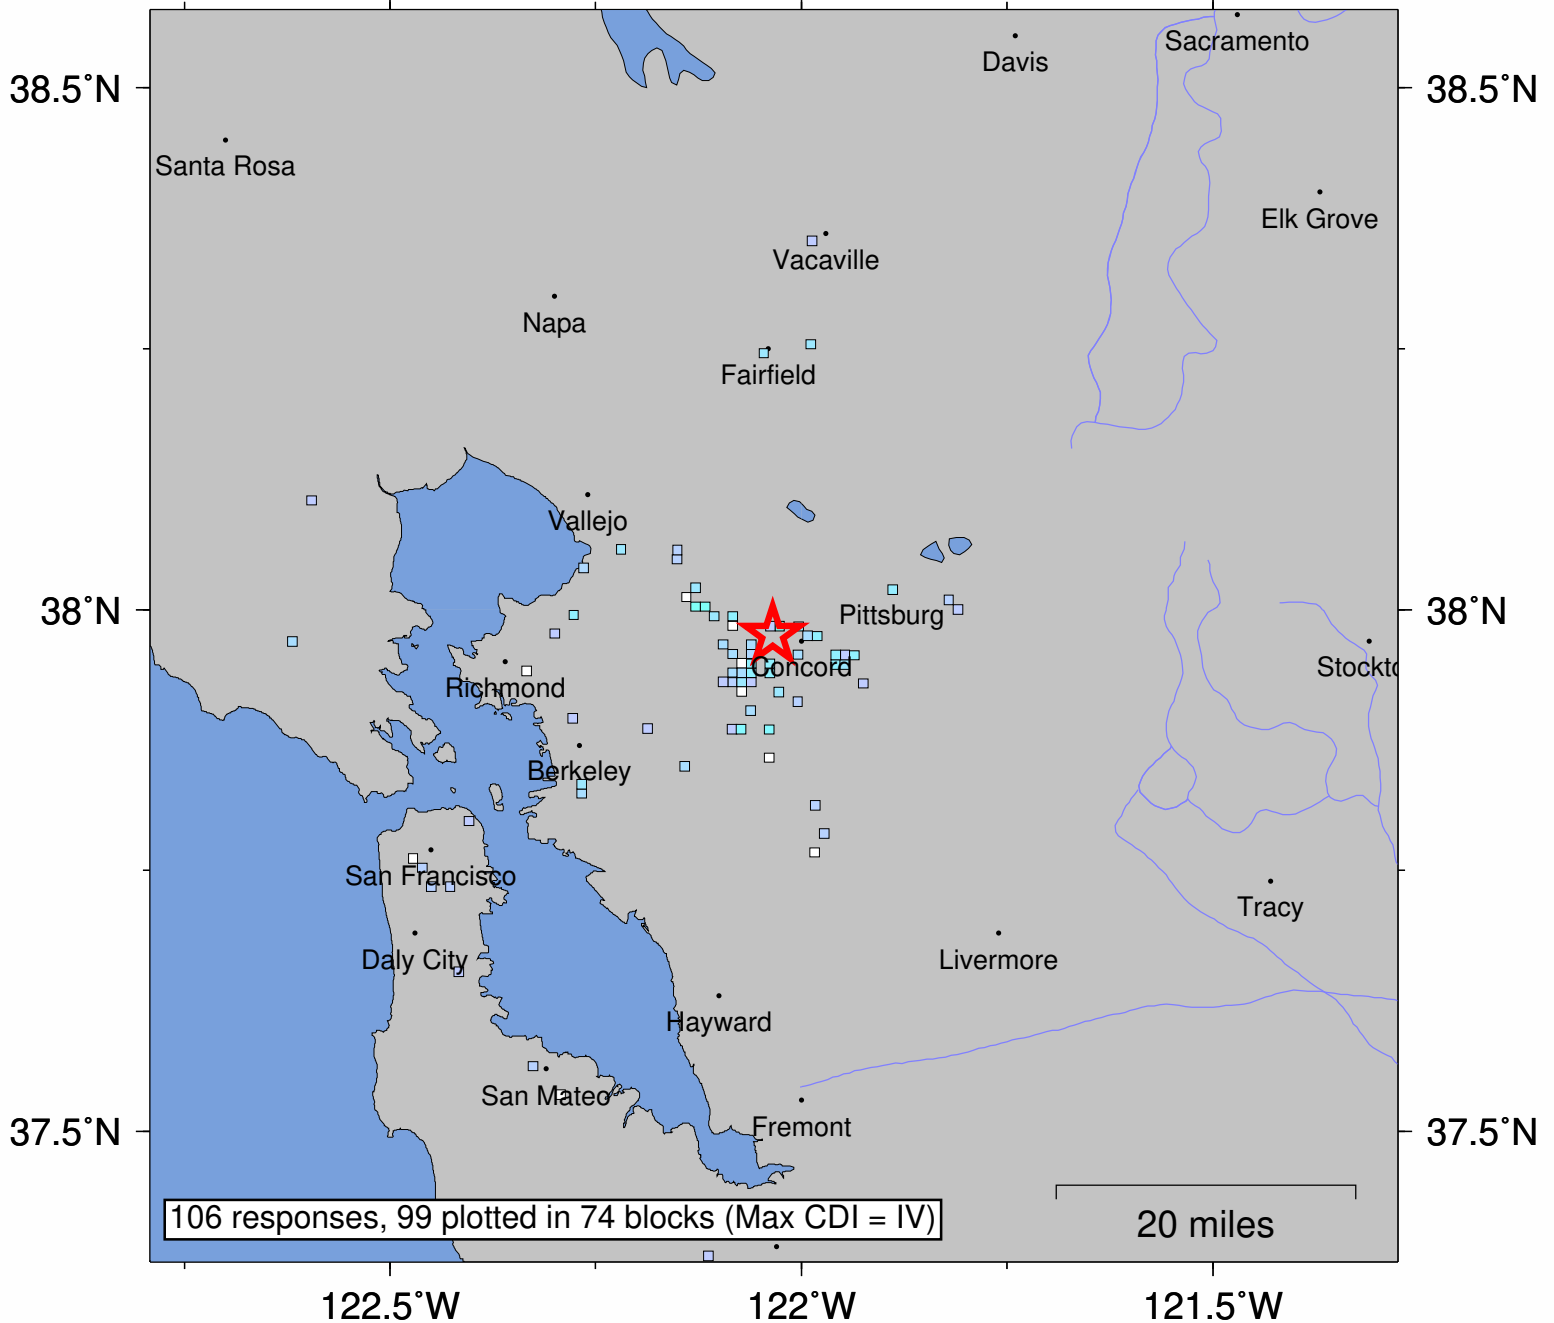 Sacramento
Davis
38.5˚N
38.5˚N
Santa Rosa
Elk Grove
Vacaville
Napa
Fairfield
Vallejo
38˚N
Pittsburg
38˚N
Concord
Stockto
Richmond
Berkeley
San Francisco
Tracy
Daly City
Livermore
Hayward
San Mateo
Fremont
37.5˚N
37.5˚N
106 responses, 99 plotted in 74 blocks (Max CDI = IV)
20 miles
122.5˚W
122˚W
121.5˚W